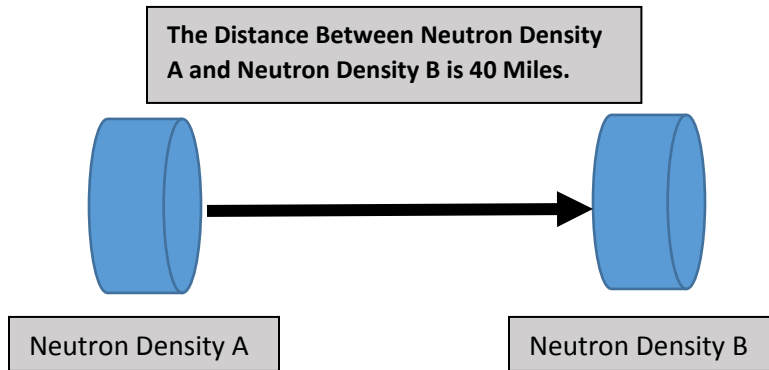 The Distance Between Neutron Density
A and Neutron Density B is 40 Miles.
Neutron Density A
Neutron Density B